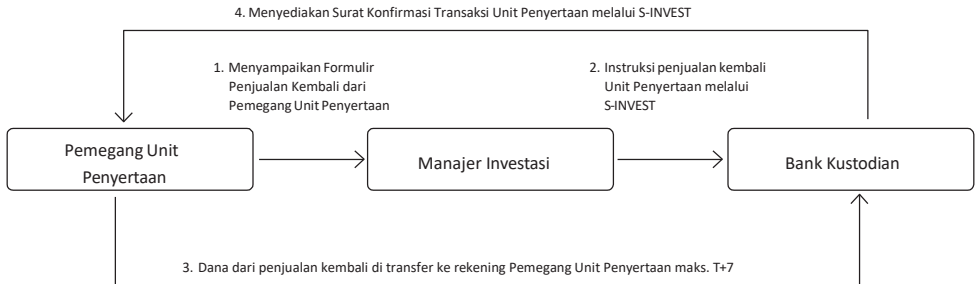 4. Menyediakan Surat Konfirmasi Transaksi Unit Penyertaan melalui S-INVEST
1. Menyampaikan Formulir
Penjualan Kembali dari
Pemegang Unit Penyertaan
2. Instruksi penjualan kembali
Unit Penyertaan melalui
S-INVEST
Pemegang Unit
Penyertaan
Manajer Investasi
Bank Kustodian
3. Dana dari penjualan kembali di transfer ke rekening Pemegang Unit Penyertaan maks. T+7